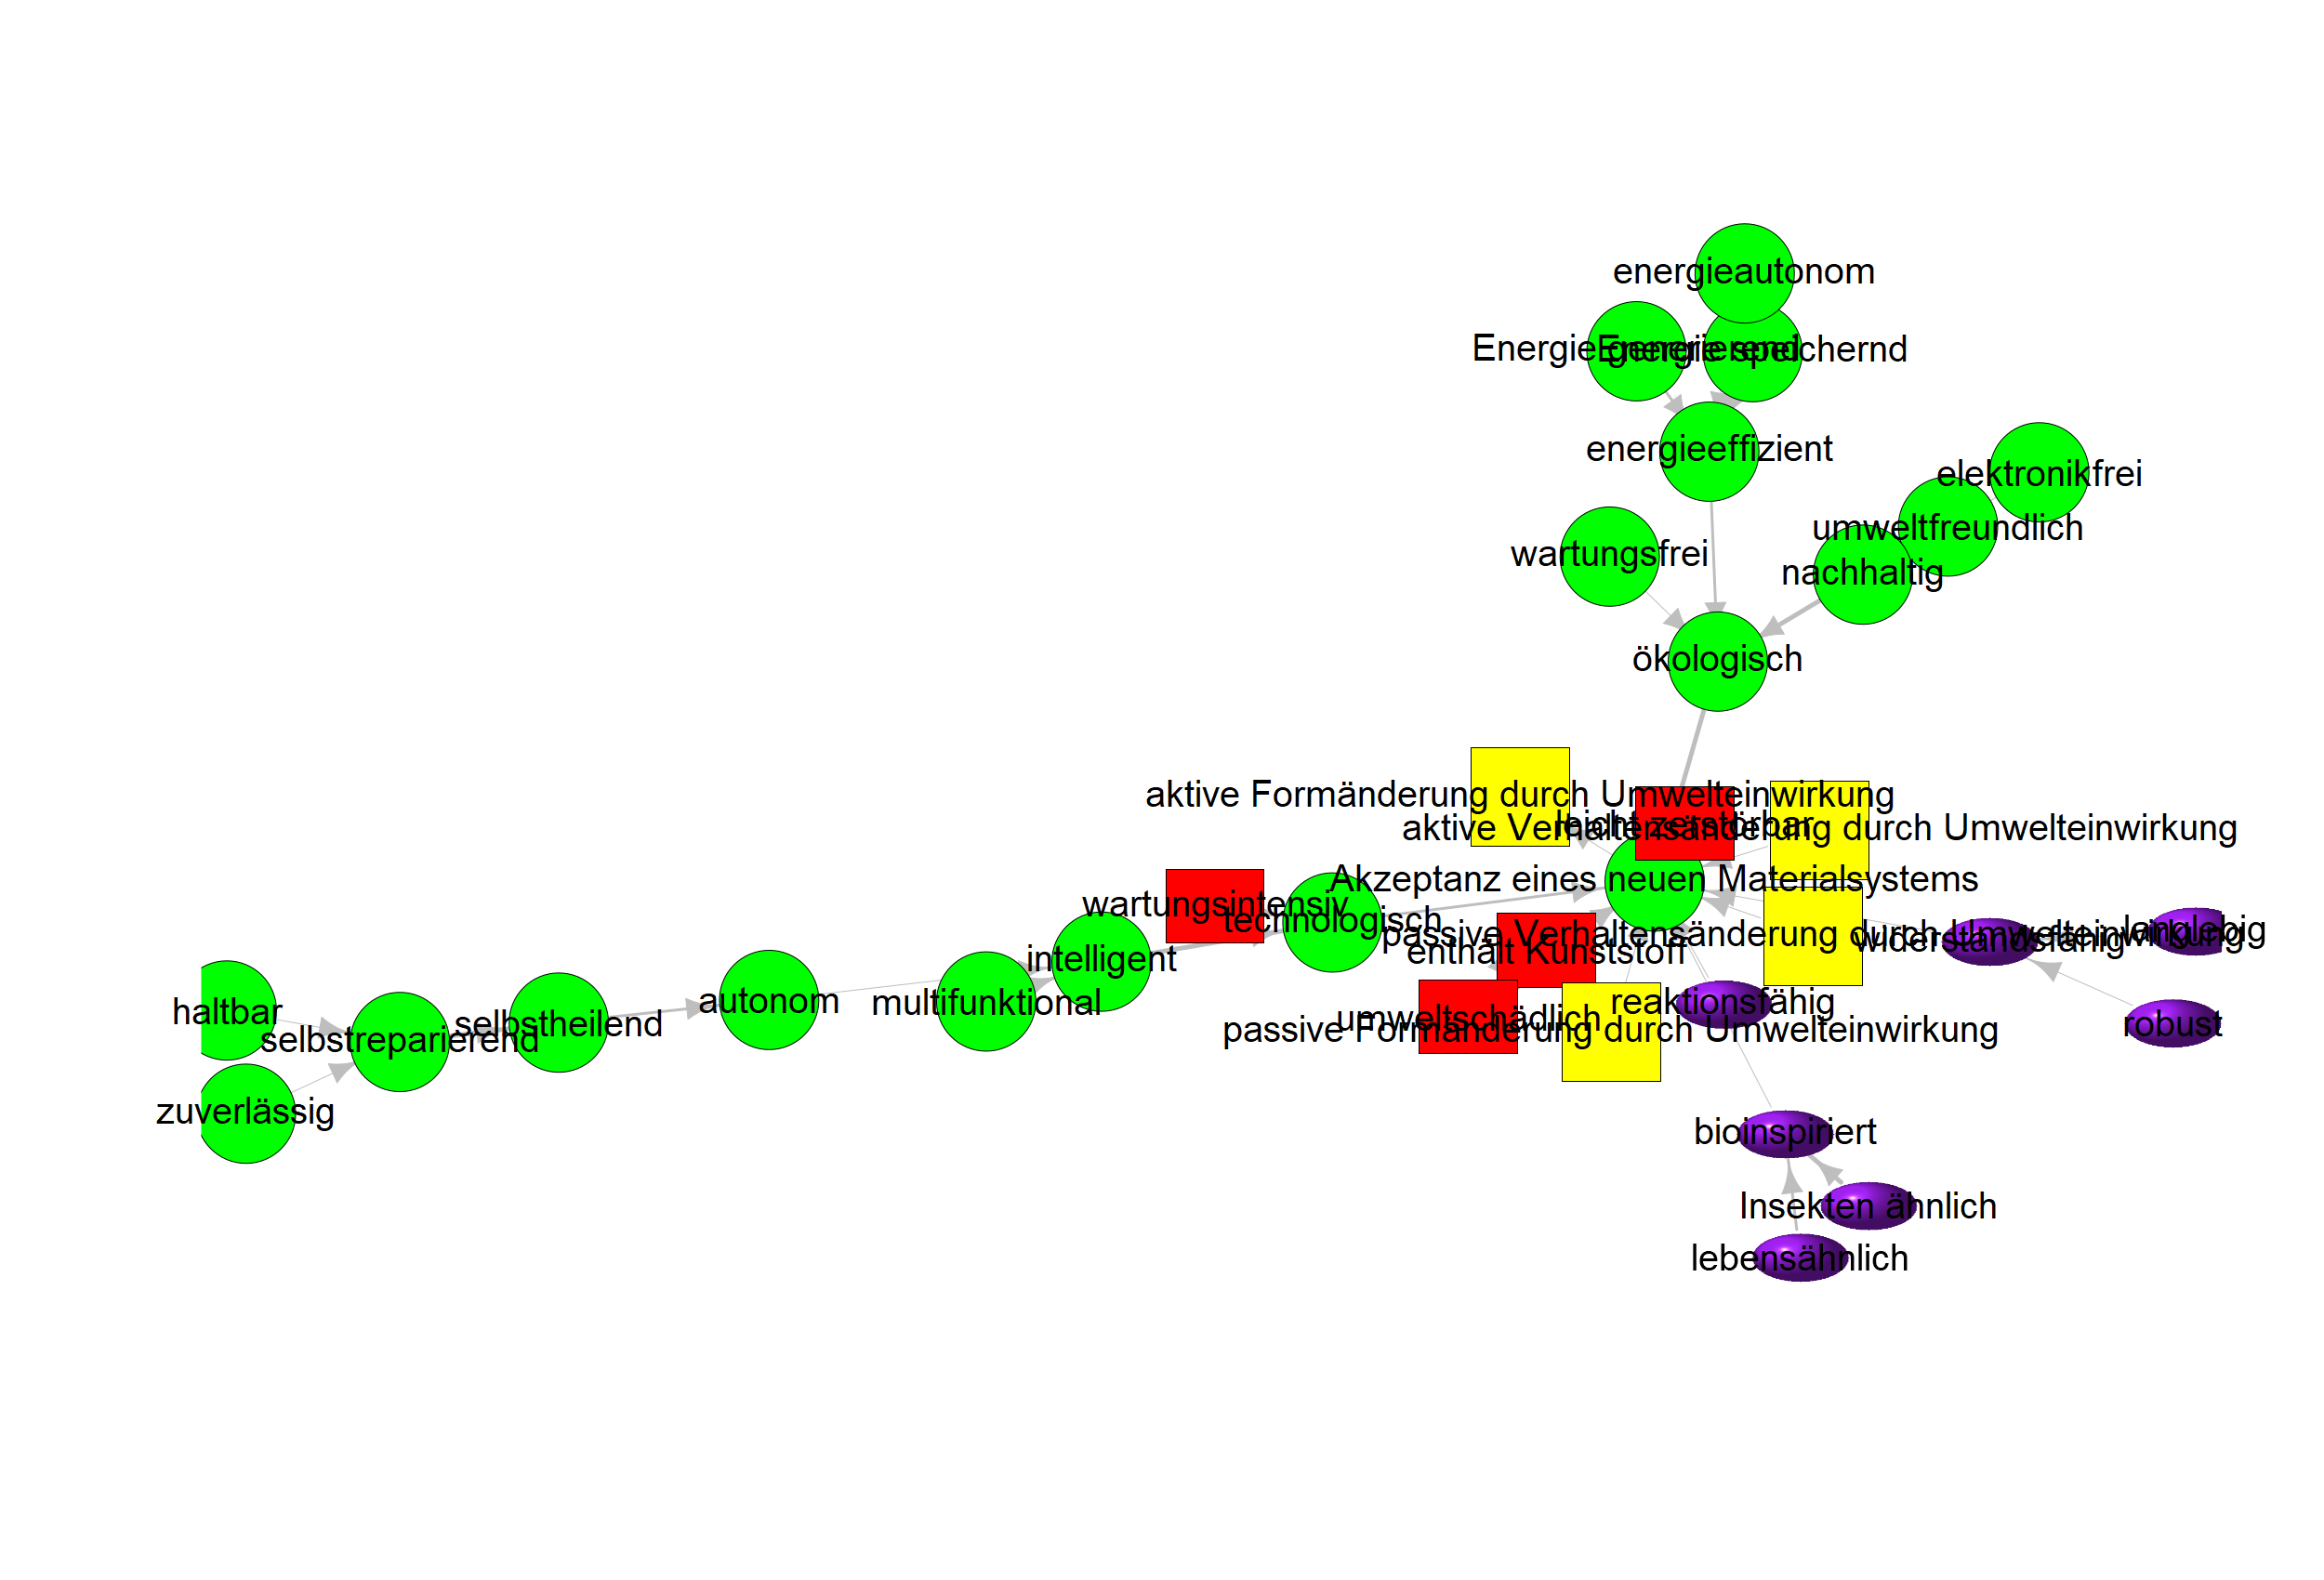 energieautonom
Energie generierend
Energie speichernd
energieeffizient
elektronikfrei
umweltfreundlich
wartungsfrei
nachhaltig
ökologisch
aktive Formänderung durch Umwelteinwirkung
leicht zerstörbar
aktive Verhaltensänderung durch Umwelteinwirkung
Akzeptanz eines neuen Materialsystems
wartungsintensiv
technologisch
passive Verhaltensänderung durch Umwelteinwirkung
widerstandsfähig
langlebig
enthält Kunststoff
intelligent
reaktionsfähig
autonom
multifunktional
haltbar
selbstheilend
umweltschädlich
robust
passive Formänderung durch Umwelteinwirkung
selbstreparierend
zuverlässig
bioinspiriert
Insekten ähnlich
lebensähnlich